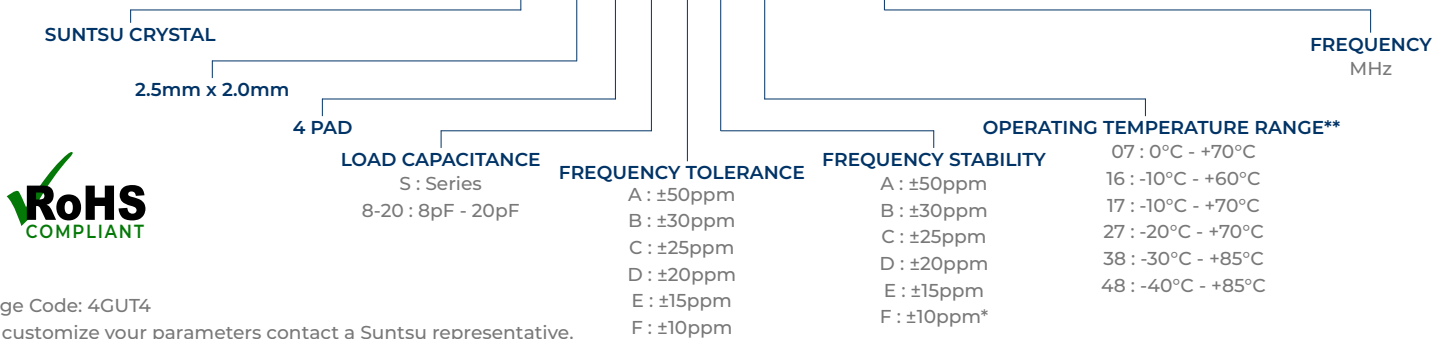 SUNTSU CRYSTAL
2.5mm x 2.0mm
4 PAD
LOAD CAPACITANCE
S : Series
8-20 : 8pF - 20pF
FREQUENCY TOLERANCE
A : ±50ppm
B : ±30ppm
C : ±25ppm
D : ±20ppm
E : ±15ppm
F : ±10ppm
FREQUENCY STABILITY
A : ±50ppm
B : ±30ppm
C : ±25ppm
D : ±20ppm
E : ±15ppm
F : ±10ppm*
OPERATING TEMPERATURE RANGE**
07 : 0°C - +70°C
16 : -10°C - +60°C
17 : -10°C - +70°C
27 : -20°C - +70°C
38 : -30°C - +85°C
48 : -40°C - +85°C
FREQUENCY
MHz
RoHS
COMPLIANT
ge Code: 4GUT4
customize your parameters contact a Suntsu representative.